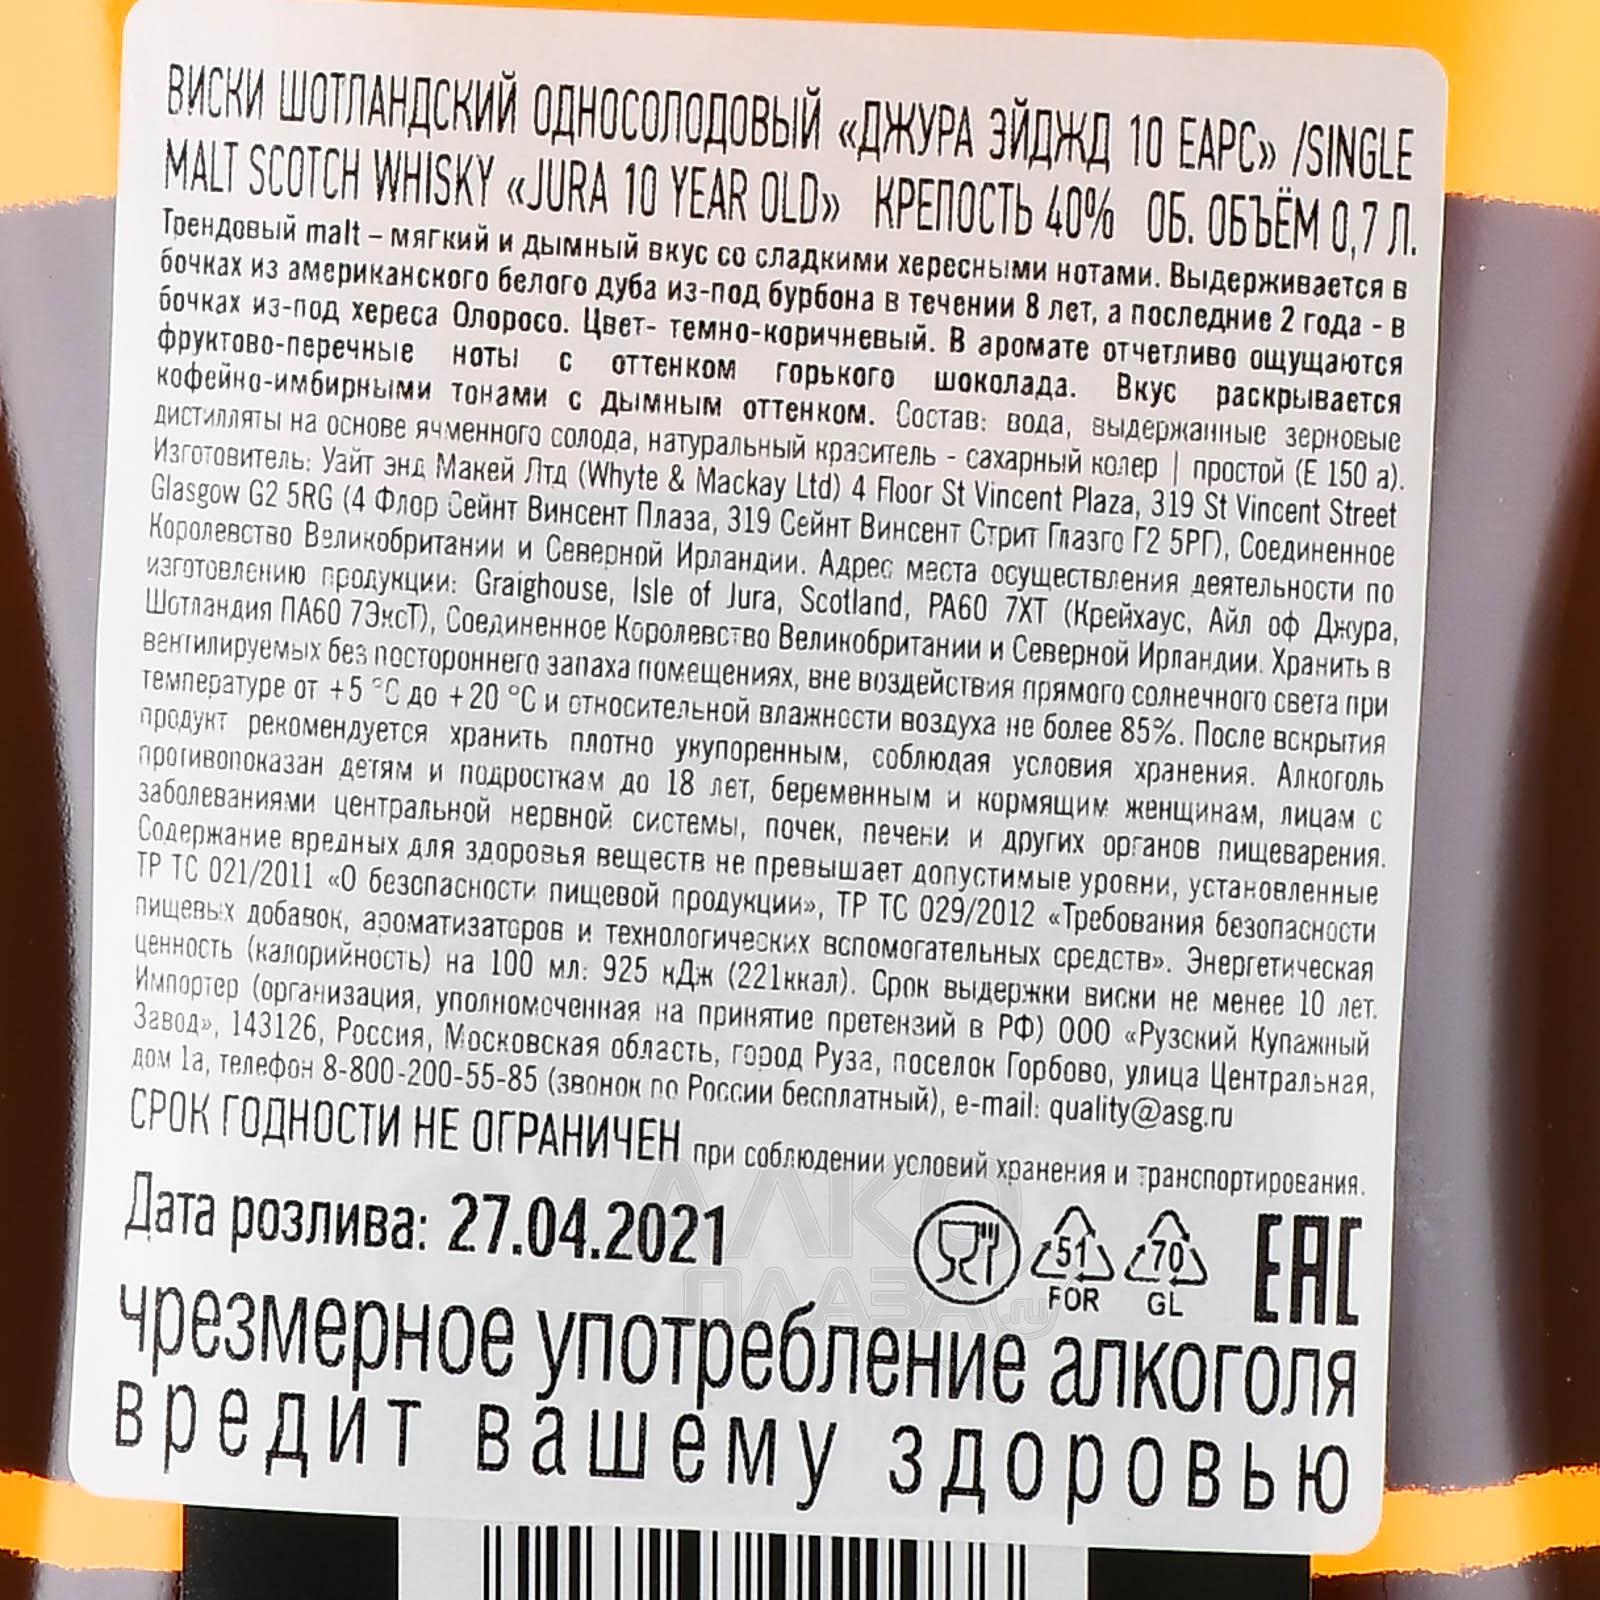 ВИСКИ ШОТЛАНДСКИЙ ОДНОСОЛОДОВЫЙ «ДЖУРА ЭЙДЖД 10 ЕАРС» /SINGLE
MALT SCOTCH WHISKY «JURA 10 YEAR OLD» КРЕПОСТЬ 40% ОБ. ОБЪЁМ 0,7 Л.
Трендовый malt – мягкий и дымный вкус со сладкими хересными нотами. Выдерживается в
бочках из американского белого дуба из-под бурбона в течении 8 лет, а последние 2 года - в
бочках из-под хереса Олоросо. Цвет- темно-коричневый. В аромате отчетливо ощущаются
фруктово-перечные ноты с оттенком горького шоколада. Вкус раскрывается
кофейно-имбирными тонами с дымным оттенком. Состав: вода, выдержанные зерновые
дистилляты на основе ячменного солода, натуральный краситель - сахарный колер | простой (Е 150 а).
Изготовитель: Уайт энд Макей Лтд (Whyte & Mackay Ltd) 4 Floor St Vincent Plaza, 319 St Vincent Street
Glasgow G2 5RG (4 Флор Сейнт Винсент Плаза, 319 Сейнт Винсент Стрит Глазго Г2 5РГ), Соединенное
Королевство Великобритании и Северной Ирландии. Адрес места осуществления деятельности по
изготовлению продукции: Graighouse, Isle of Jura, Scotland, PA60 7XT (Крейхаус, Айл оф Джура,
Шотландия ПА60 7ЭксТ), Соединенное Королевство Великобритании и Северной Ирландии. Хранить в
вентилируемых без постороннего запаха помещениях, вне воздействия прямого солнечного света при
температуре от +5 °С до +20 °С и относительной влажности воздуха не более 85%. После вскрытия
продукт рекомендуется хранить плотно укупоренным, соблюдая условия хранения. Алкоголь
противопоказан детям и подросткам до 18 лет, беременным и кормящим женщинам, лицам с
заболеваниями центральной нервной системы, почек, печени и других органов пищеварения.
Содержание вредных для здоровья веществ не превышает допустимые уровни, установленные
ТР ТС 021/2011 «О безопасности пищевой продукции», ТР ТС 029/2012 «Требования безопасности
пищевых добавок, ароматизаторов и технологических вспомогательных средств». Энергетическая
ценность (калорийность) на 100 мл: 925 кДж (221ккал). Срок выдержки виски не менее 10 лет.
Импортер (организация, уполномоченная на принятие претензий в РФ) ООО «Рузский Купажный
Завод», 143126, Россия, Московская область, город Руза, поселок Горбово, улица Центральная,
дом 1а, телефон 8-800-200-55-85 (звонок по России бесплатный), e-mail: quality@asg.ru
СРОК ГОДНОСТИ НЕ ОГРАНИЧЕН при соблюдении условий хранения и транспортирования.
Дата розлива: 27.04.2021
51 70 ЕАС
FOR GL
АЛКО
ПЛАЗА.ru
чрезмерное употребление алкоголя
вредит вашему здоровью